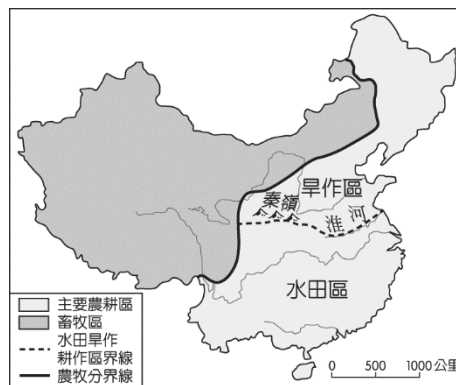 旱作區
秦嶺
淮河
水田區
主要農耕區
畜牧區
水田旱作
耕作區界線
農牧分界線
0 500 1000公里